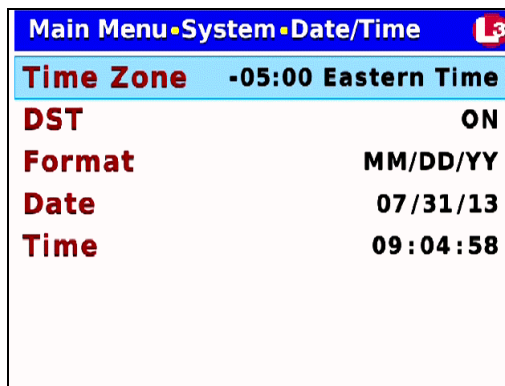 Main Menu•System•Date/Time L3
Time Zone -05:00 Eastern Time
DST ON
Format MM/DD/YY
Date 07/31/13
Time 09:04:58